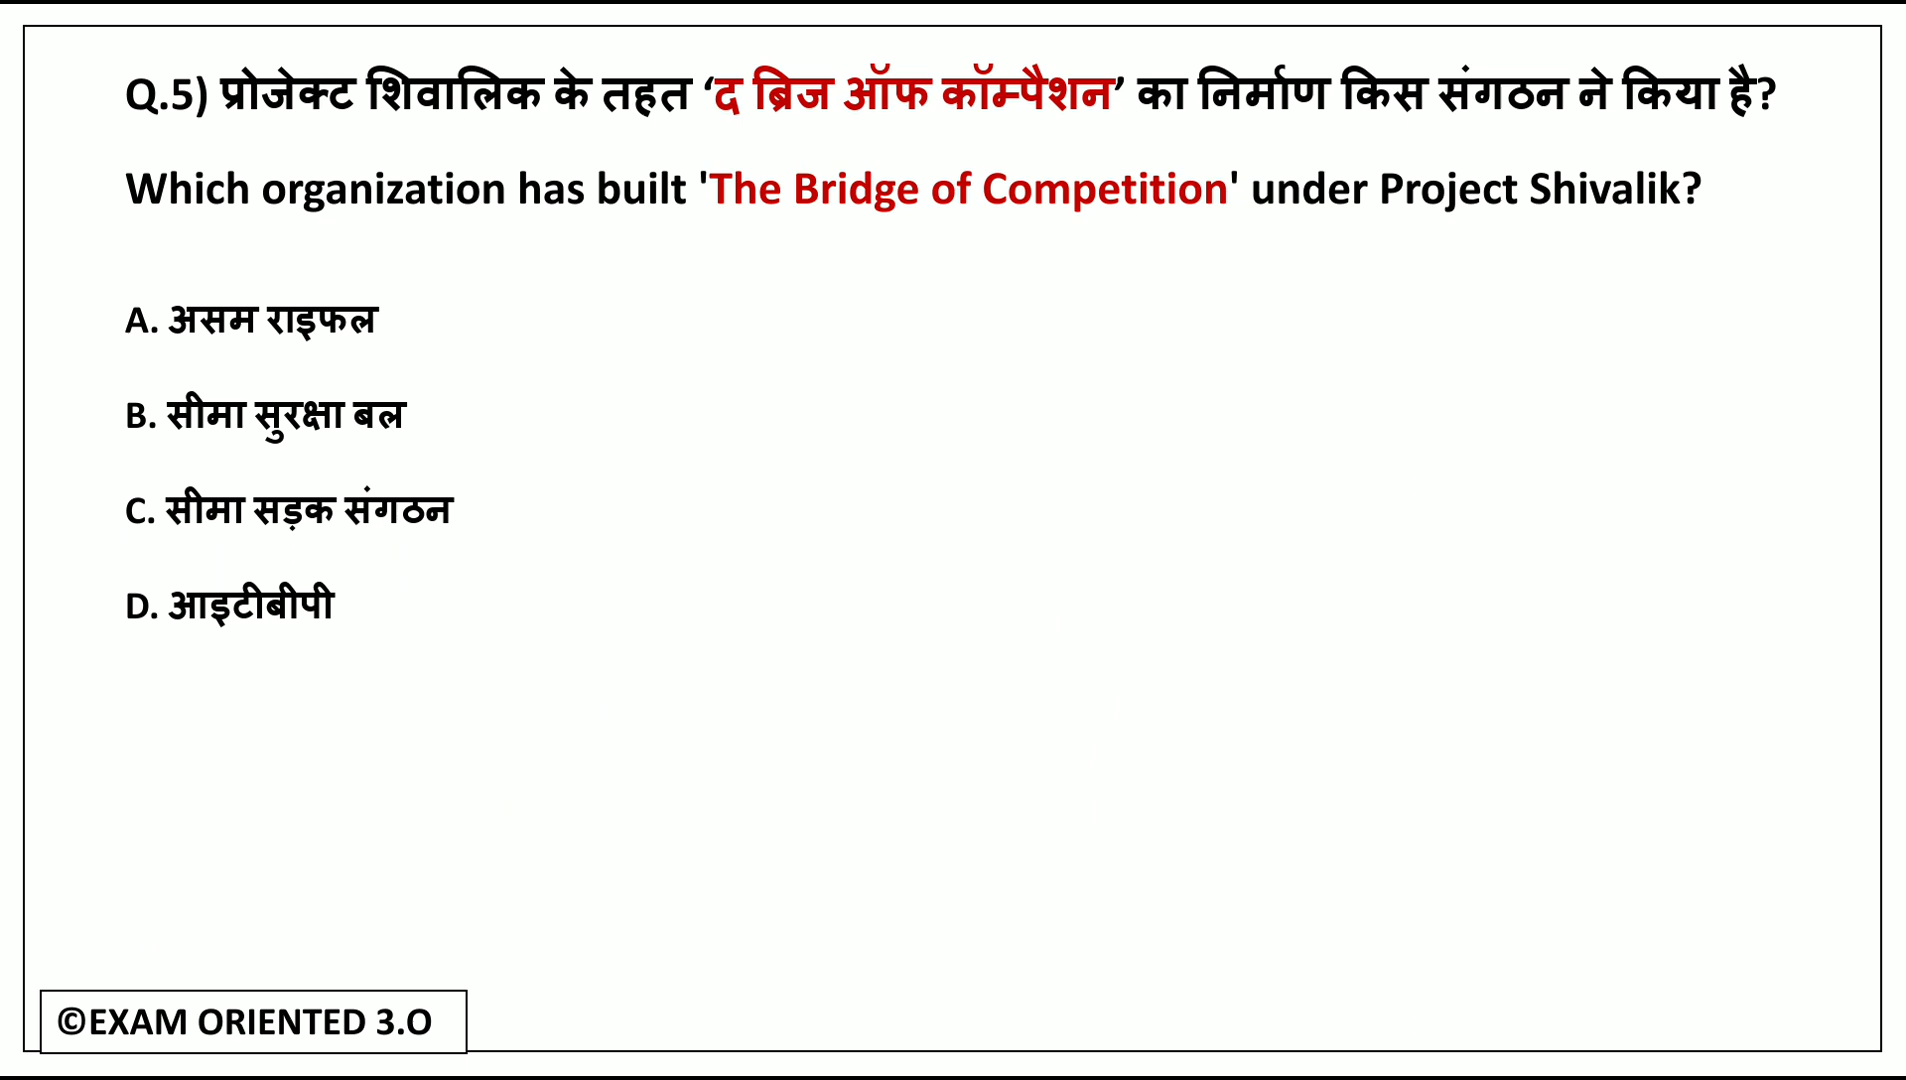 Q.5) प्रोजेक्ट शिवालिक के तहत ‘द ब्रिज ऑफ कॉम्पैशन’ का निर्माण किस संगठन ने किया है?
Which organization has built 'The Bridge of Competition' under Project Shivalik?
A. असम राइफल
B. सीमा सुरक्षा बल
C. सीमा सड़क संगठन
D. आइटीबीपी
©EXAM ORIENTED 3.O